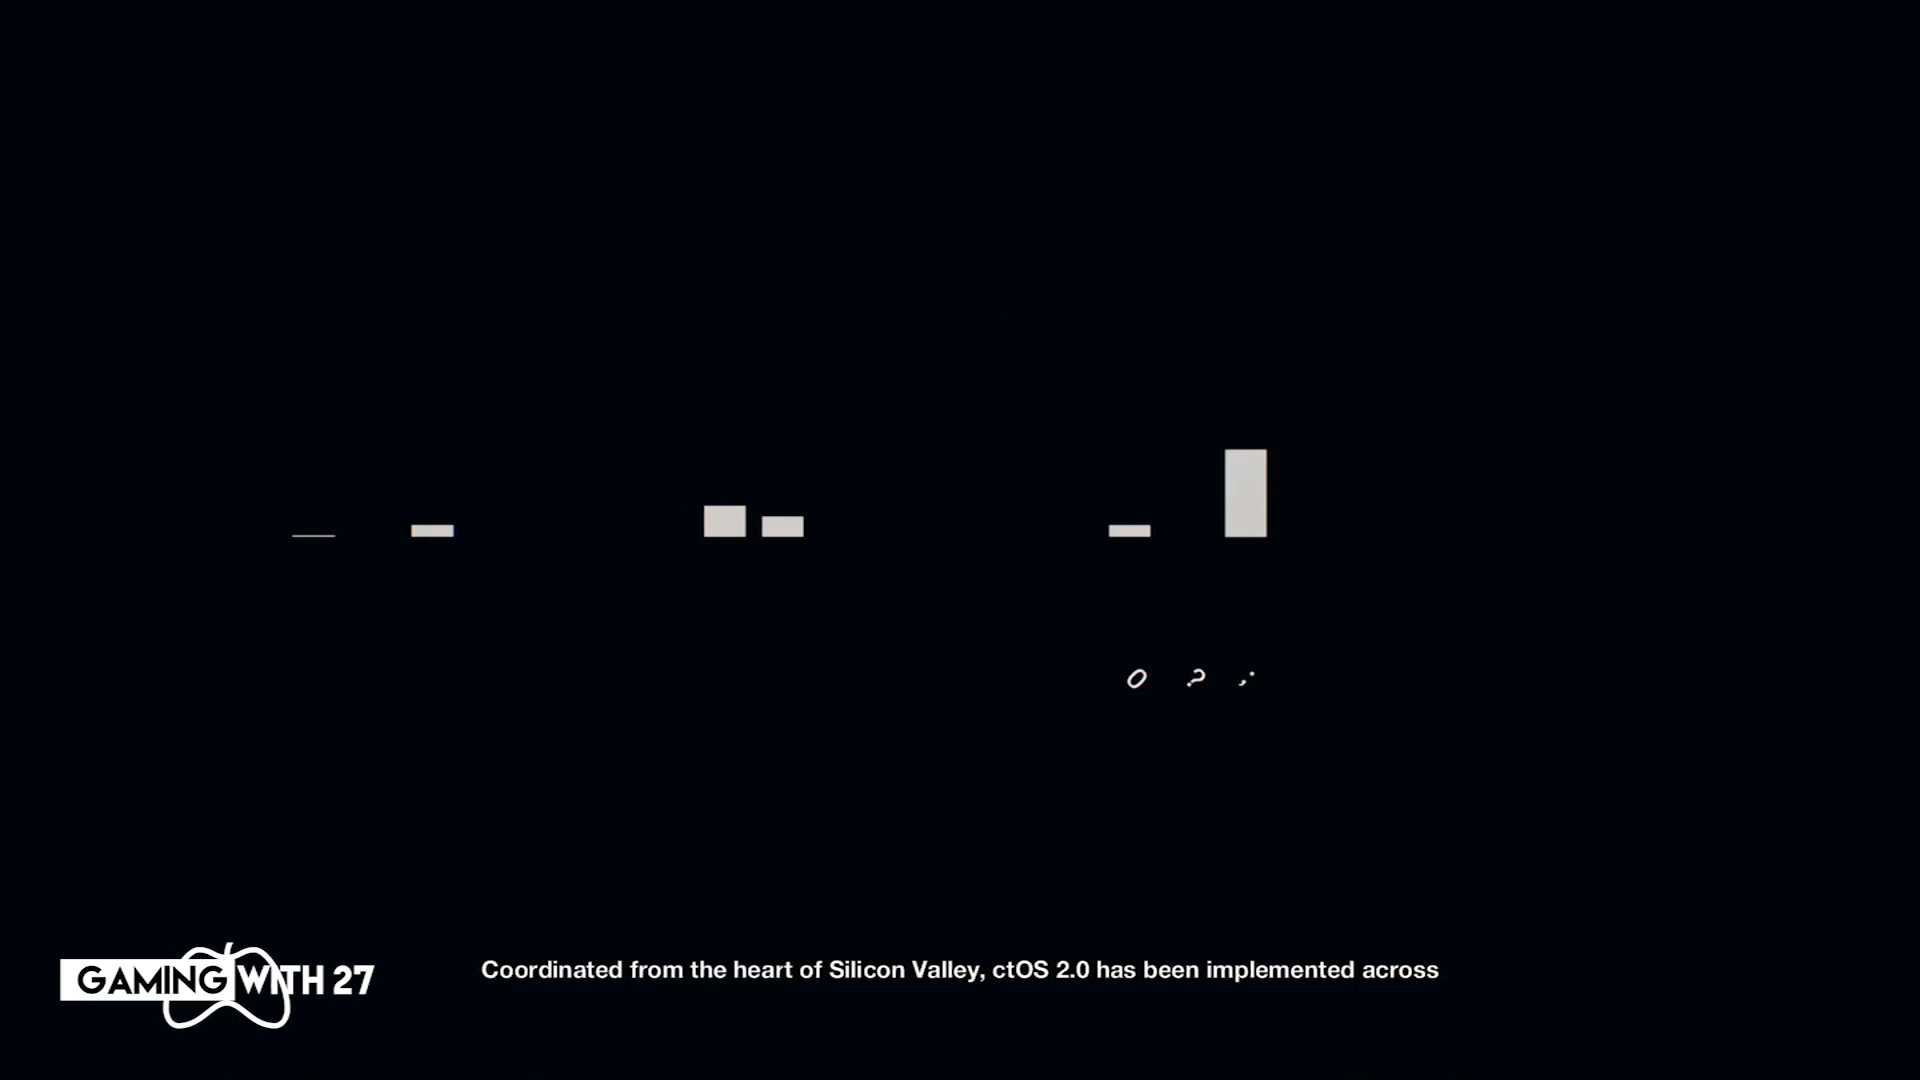 O ? ;
GAMING WITH 27
Coordinated from the heart of Silicon Valley, ctOS 2.0 has been implemented across